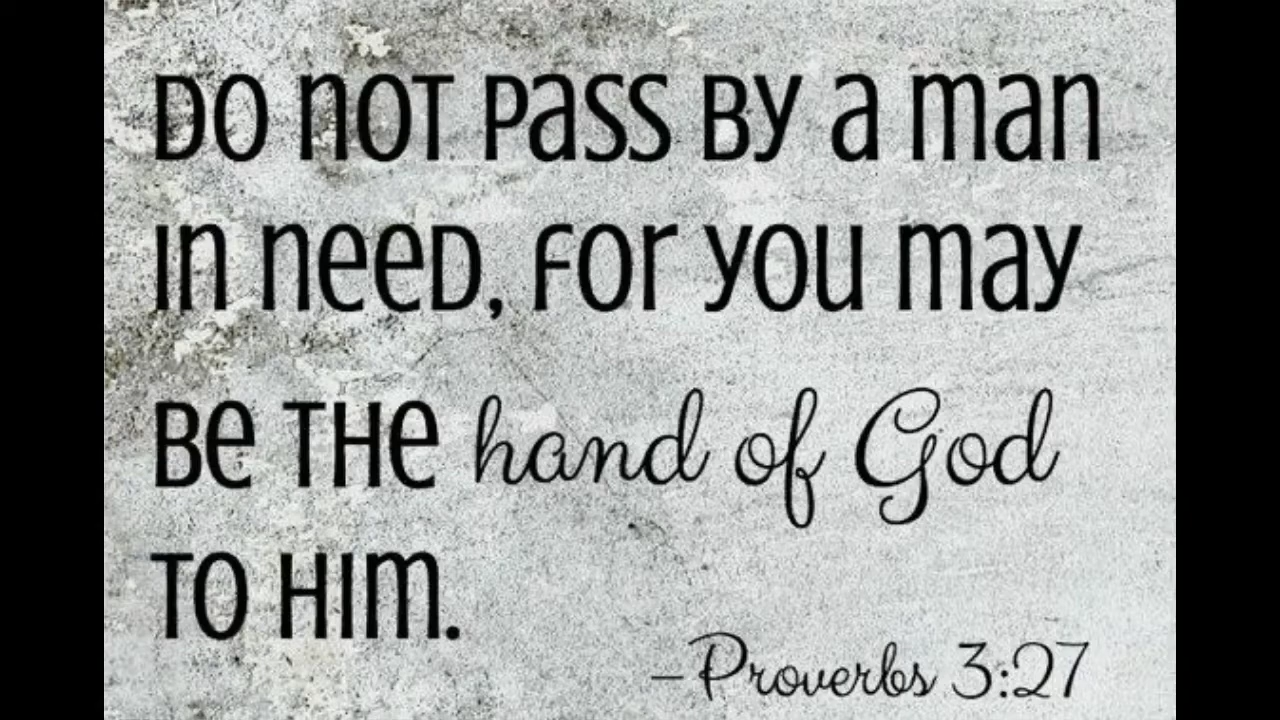 Do not pass by a man
in need, for you may
be the hand of God
to him.
– Proverbs 3:27